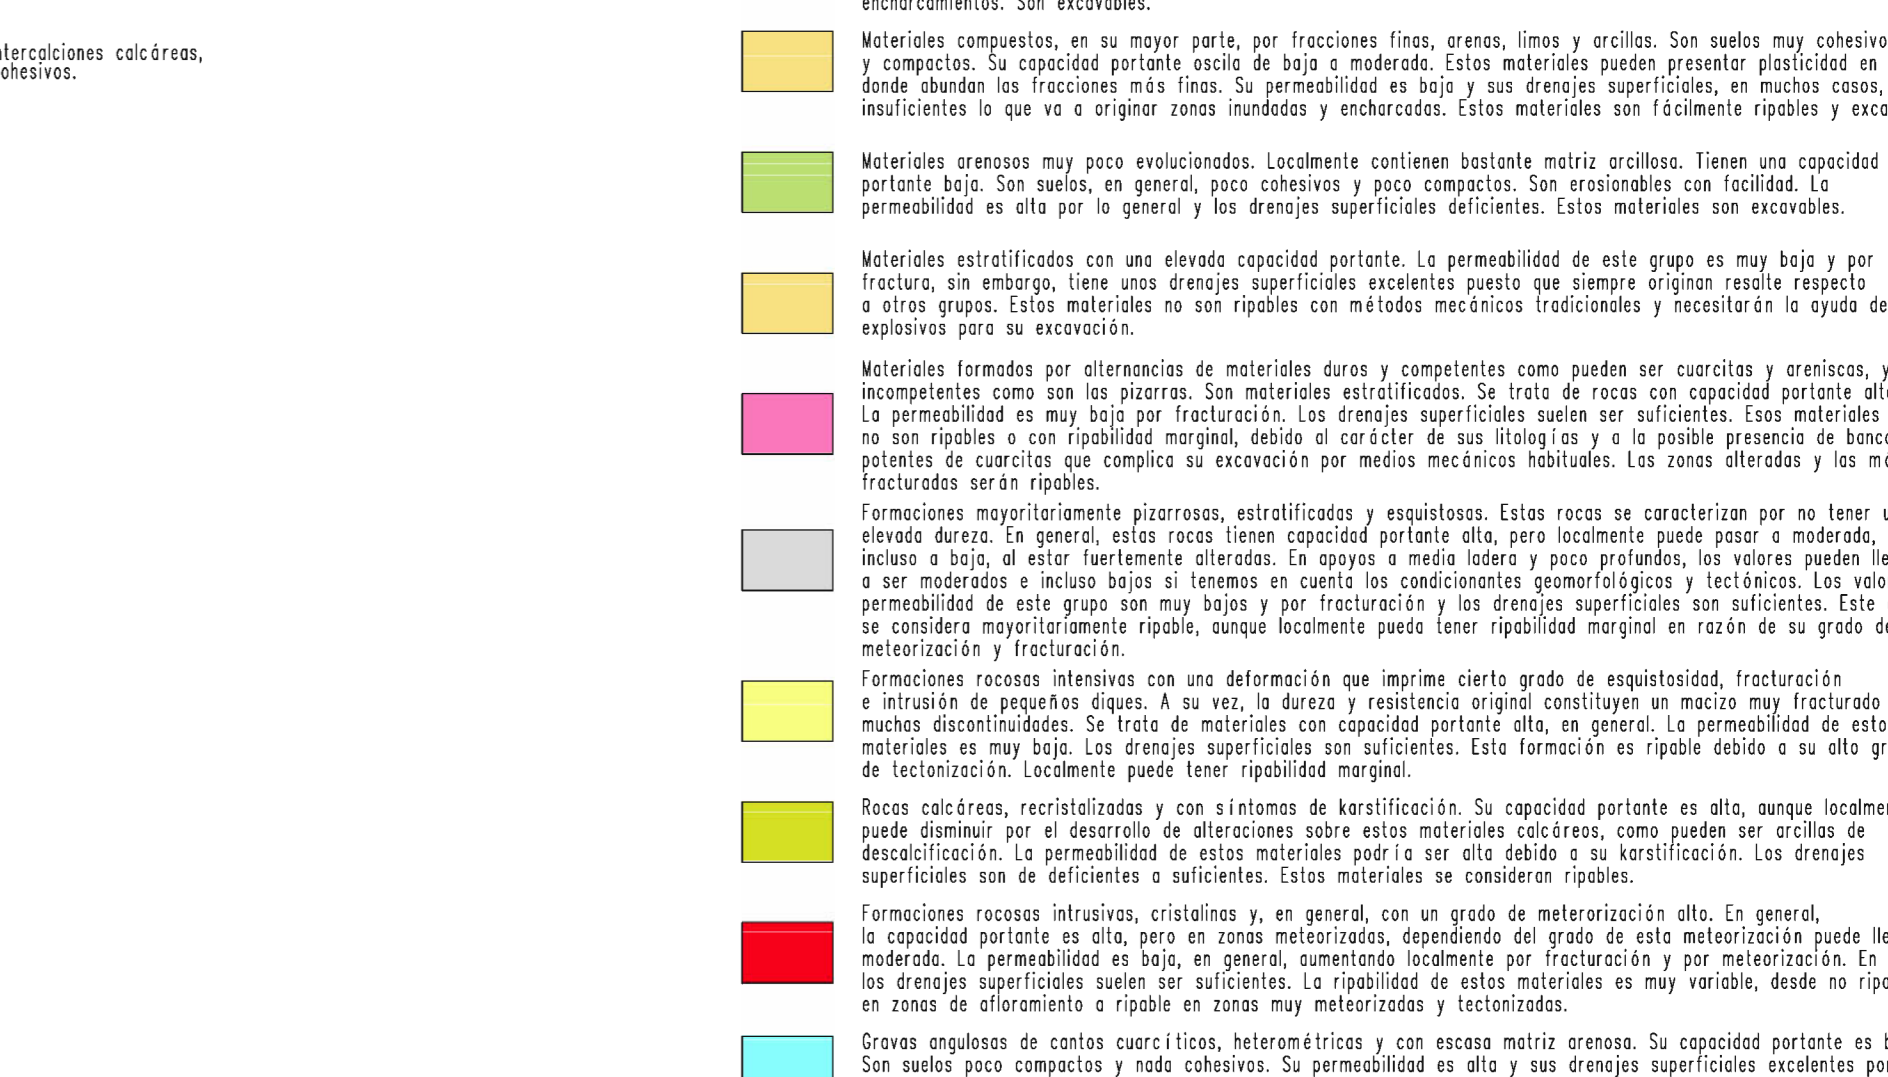 encharcamientos. Son excavables.
ntercalciones calcáreas,
ohesivos.
Materiales compuestos, en su mayor parte, por fracciones finas, arenas, limos y arcillas. Son suelos muy cohesivo
y compactos. Su capacidad portante oscila de baja a moderada. Estos materiales pueden presentar plasticidad en
donde abundan las fracciones más finas. Su permeabilidad es baja y sus drenajes superficiales, en muchos casos,
insuficientes lo que va a originar zonas inundadas y encharcadas. Estos materiales son fácilmente ripables y exca
Materiales arenosos muy poco evolucionados. Localmente contienen bastante matriz arcillosa. Tienen una capacidad
portante baja. Son suelos, en general, poco cohesivos y poco compactos. Son erosionables con facilidad. La
permeabilidad es alta por lo general y los drenajes superficiales deficientes. Estos materiales son excavables.
Materiales estratificados con una elevada capacidad portante. La permeabilidad de este grupo es muy baja y por
fractura, sin embargo, tiene unos drenajes superficiales excelentes puesto que siempre originan resalte respecto
a otros grupos. Estos materiales no son ripables con métodos mecánicos tradicionales y necesitarán la ayuda de
explosivos para su excavación.
Materiales formados por alternancias de materiales duros y competentes como pueden ser cuarcitas y areniscas, y
incompetentes como son las pizarras. Son materiales estratificados. Se trata de rocas con capacidad portante alt
La permeabilidad es muy baja por fracturación. Los drenajes superficiales suelen ser suficientes. Esos materiales
no son ripables o con ripabilidad marginal, debido al carácter de sus litologías y a la posible presencia de banc
potentes de cuarcitas que complica su excavación por medios mecánicos habituales. Las zonas alteradas y las má
fracturadas serán ripables.
Formaciones mayoritariamente pizarrosas, estratificadas y esquistosas. Estas rocas se caracterizan por no tener u
elevada dureza. En general, estas rocas tienen capacidad portante alta, pero localmente puede pasar a moderada,
incluso a baja, al estar fuertemente alteradas. En apoyos a media ladera y poco profundos, los valores pueden lle
a ser moderados e incluso bajos si tenemos en cuenta los condicionantes geomorfológicos y tectónicos. Los valo
permeabilidad de este grupo son muy bajos y por fracturación y los drenajes superficiales son suficientes. Este
se considera mayoritariamente ripable, aunque localmente pueda tener ripabilidad marginal en razón de su grado de
meteorización y fracturación.
Formaciones rocosas intensivas con una deformación que imprime cierto grado de esquistosidad, fracturación
e intrusión de pequeños diques. A su vez, la dureza y resistencia original constituyen un macizo muy fracturado
muchas discontinuidades. Se trata de materiales con capacidad portante alta, en general. La permeabilidad de esto
materiales es muy baja. Los drenajes superficiales son suficientes. Esta formación es ripable debido a su alto gr
de tectonización. Localmente puede tener ripabilidad marginal.
Rocas calcáreas, recristalizadas y con síntomas de karstificación. Su capacidad portante es alta, aunque localme
puede disminuir por el desarrollo de alteraciones sobre estos materiales calcáreos, como pueden ser arcillas de
descalcificación. La permeabilidad de estos materiales podría ser alta debido a su karstificación. Los drenajes
superficiales son de deficientes a suficientes. Estos materiales se consideran ripables.
Formaciones rocosas intrusivas, cristalinas y, en general, con un grado de meterorización alto. En general,
la capacidad portante es alta, pero en zonas meteorizadas, dependiendo del grado de esta meteorización puede lle
moderada. La permeabilidad es baja, en general, aumentando localmente por fracturación y por meteorización. En
los drenajes superficiales suelen ser suficientes. La ripabilidad de estos materiales es muy variable, desde no ripa
en zonas de afloramiento a ripable en zonas muy meteorizadas y tectonizadas.
Gravas angulosas de cantos cuarcíticos, heterométricas y con escasa matriz arenosa. Su capacidad portante es b
Son suelos poco compactos y nada cohesivos. Su permeabilidad es alta y sus drenajes superficiales excelentes por